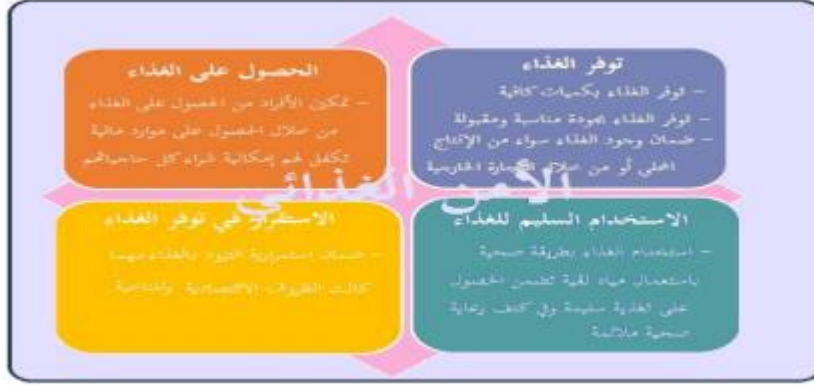 توفر الغذاء
– توفر الغذاء بكميات كافية
– توفر الغذاء بجودة مناسبة ومقبولة
– ضمان وجود الغذاء سواء من الإنتاج
المحلي أو من خلال التجارة الخارجية
الحصول على الغذاء
– تمكين الأفراد من الحصول على الغذاء
من خلال الحصول على موارد مالية
تكفل لهم إمكانية شراء كل حاجياتهم
الأمن الغذائي
الاستخدام السليم للغذاء
– استخدام الغذاء بطريقة صحية
باستعمال مياه نقية تضمن الحصول
على تغذية سليمة وفي كنف رعاية
صحية ملائمة
الاستقرار في توفر الغذاء
– ضمان استمرارية التزود بالغذاء مهما
كانت الظروف الاقتصادية والمناخية